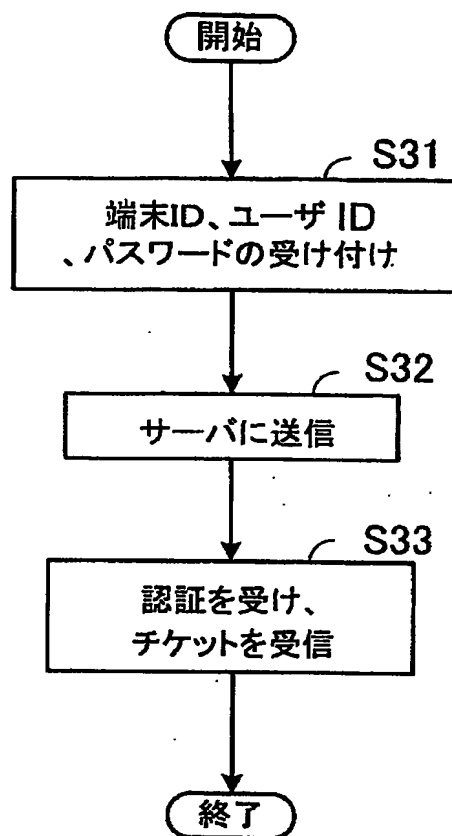 開始
S31
端末ID、ユーザ ID
、パスワードの受け付け
S32
サーバに送信
S33
認証を受け、
チケットを受信
終了